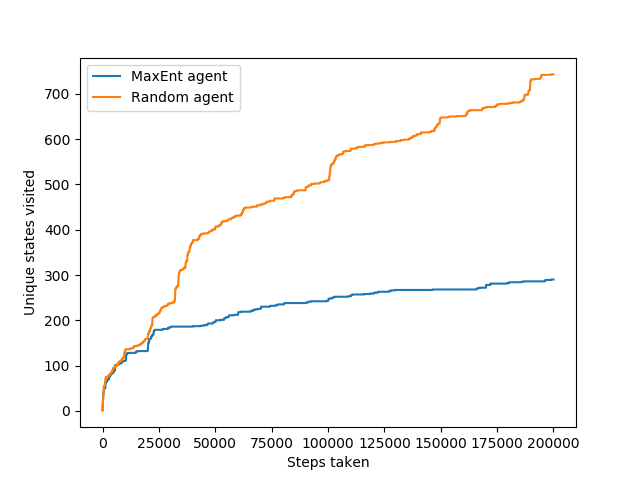 MaxEnt agent
Random agent
Unique states visited
700
600
500
400
300
200
100
0
0 25000 50000 75000 100000 125000 150000 175000 200000
Steps taken